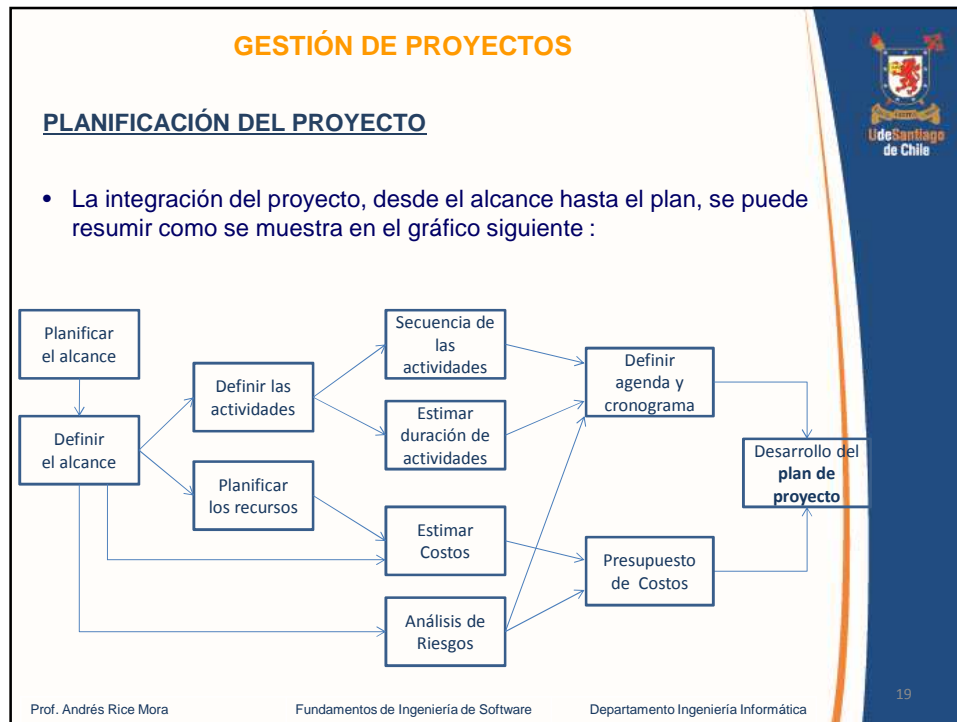 GESTIÓN DE PROYECTOS
UdeSantiago
de Chile
PLANIFICACIÓN DEL PROYECTO
• La integración del proyecto, desde el alcance hasta el plan, se puede
resumir como se muestra en el gráfico siguiente :
Planificar
el alcance
Definir
el alcance
Definir las
actividades
Planificar
los recursos
Secuencia de
las
actividades
Estimar
duración de
actividades
Estimar
Costos
Análisis de
Riesgos
Definir
agenda y
cronograma
Presupuesto
de Costos
Desarrollo del
plan de
proyecto
Prof. Andrés Rice Mora
Fundamentos de Ingeniería de Software
Departamento Ingeniería Informática
19